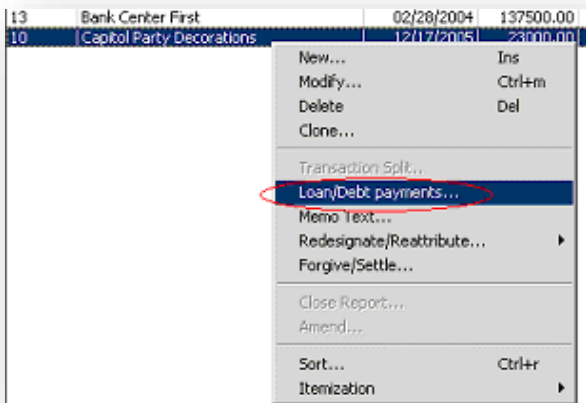 13 Bank Center First 02/28/2004 137500.00
10 Capitol Party Decorations 12/17/2005 23000.00
New... Ins
Modify... Ctrl+m
Delete Del
Clone...
Transaction Split...
Loan/Debt payments...
Memo Text...
Redesignate/Reattribute...
Forgive/Settle...
Close Report...
Amend...
Sort... Ctrl+r
Itemization